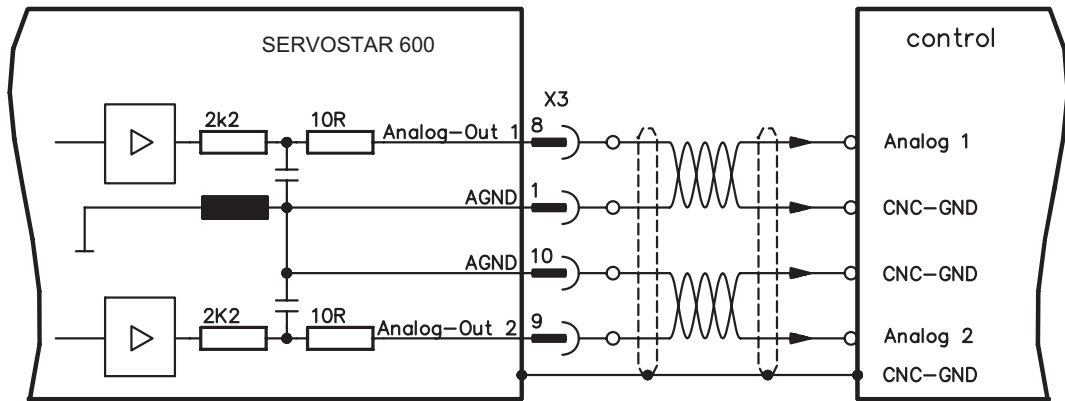 SERVOSTAR 600
control
X3
2k2
10R
Analog-Out 1
8
Analog 1
AGND
1
CNC-GND
AGND
10
CNC-GND
2K2
10R
Analog-Out 2
9
Analog 2
CNC-GND